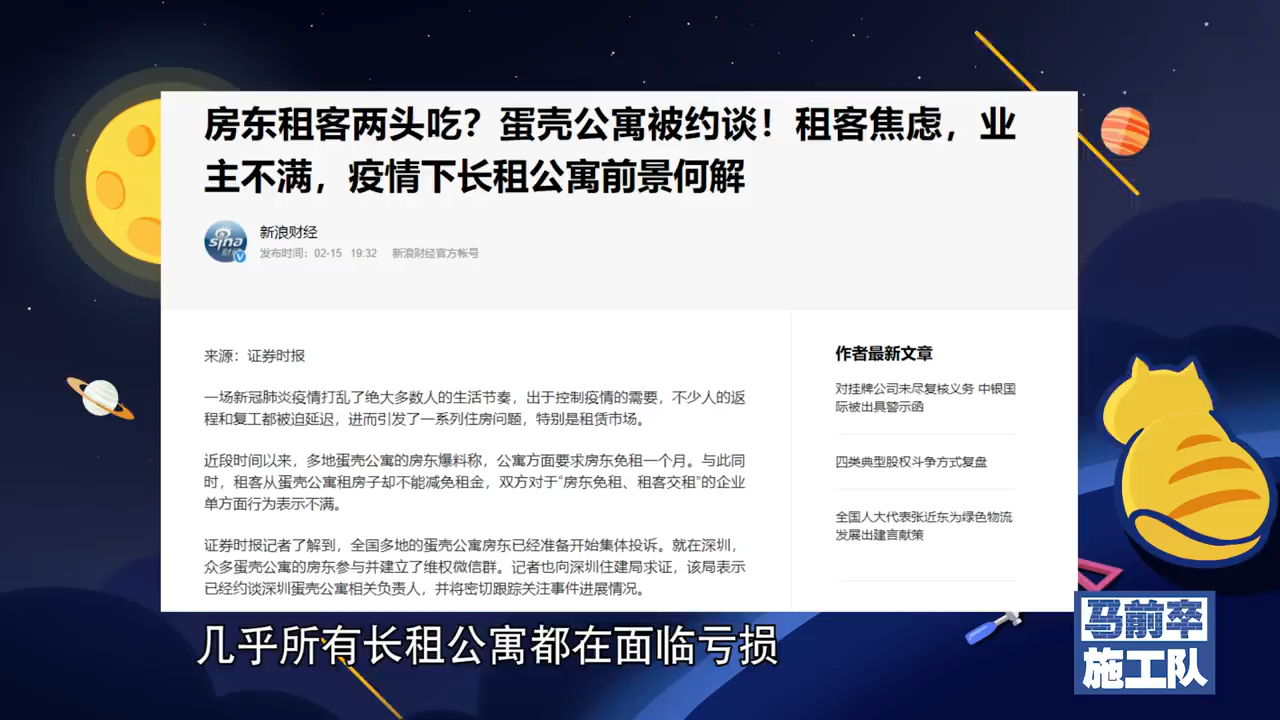 房东租客两头吃？蛋壳公寓被约谈！租客焦虑，业
主不满，疫情下长租公寓前景何解
sina
财经
新浪财经
发布时间：02-15 19:32 新浪财经官方帐号
来源：证券时报
一场新冠肺炎疫情打乱了绝大多数人的生活节奏，出于控制疫情的需要，不少人的返
程和复工都被迫延迟，进而引发了一系列住房问题，特别是租赁市场。
近段时间以来，多地蛋壳公寓的房东爆料称，公寓方面要求房东免租一个月。与此同
时，租客从蛋壳公寓租房子却不能减免租金，双方对于“房东免租、租客交租”的企业
单方面行为表示不满。
证券时报记者了解到，全国多地的蛋壳公寓房东已经准备开始集体投诉。就在深圳，
众多蛋壳公寓的房东参与并建立了维权微信群。记者也向深圳住建局求证，该局表示
已经约谈深圳蛋壳公寓相关负责人，并将密切跟踪关注事件进展情况。
作者最新文章
对挂牌公司未尽复核义务 中银国
际被出具警示函
四类典型股权斗争方式复盘
全国人大代表张近东为绿色物流
发展出建言献策
几乎所有长租公寓都在面临亏损
马前卒
施工队